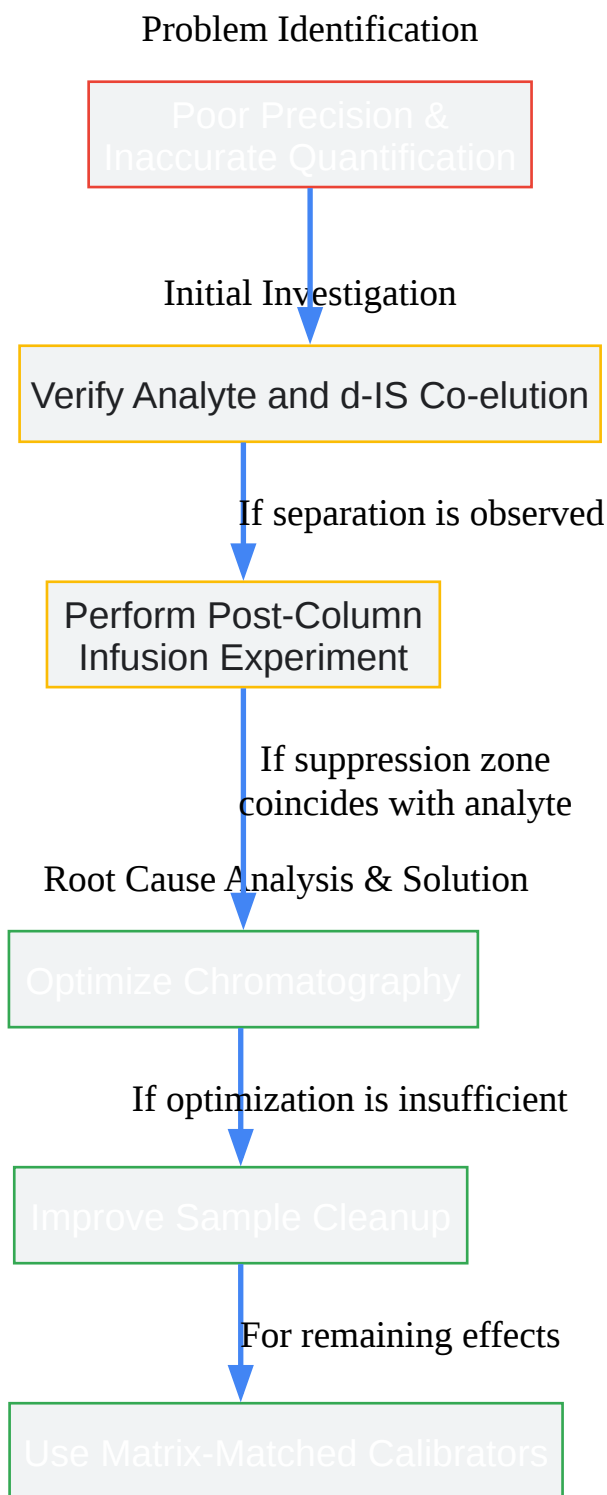 Problem Identification
Poor Precision &
Inaccurate Quantification
Initial Investigation
Verify Analyte and d-IS Co-elution
If separation is observed
Perform Post-Column
Infusion Experiment
If suppression zone
coincides with analyte
Root Cause Analysis & Solution
Optimize Chromatography
If optimization is insufficient
Improve Sample Cleanup
For remaining effects
Use Matrix-Matched Calibrators